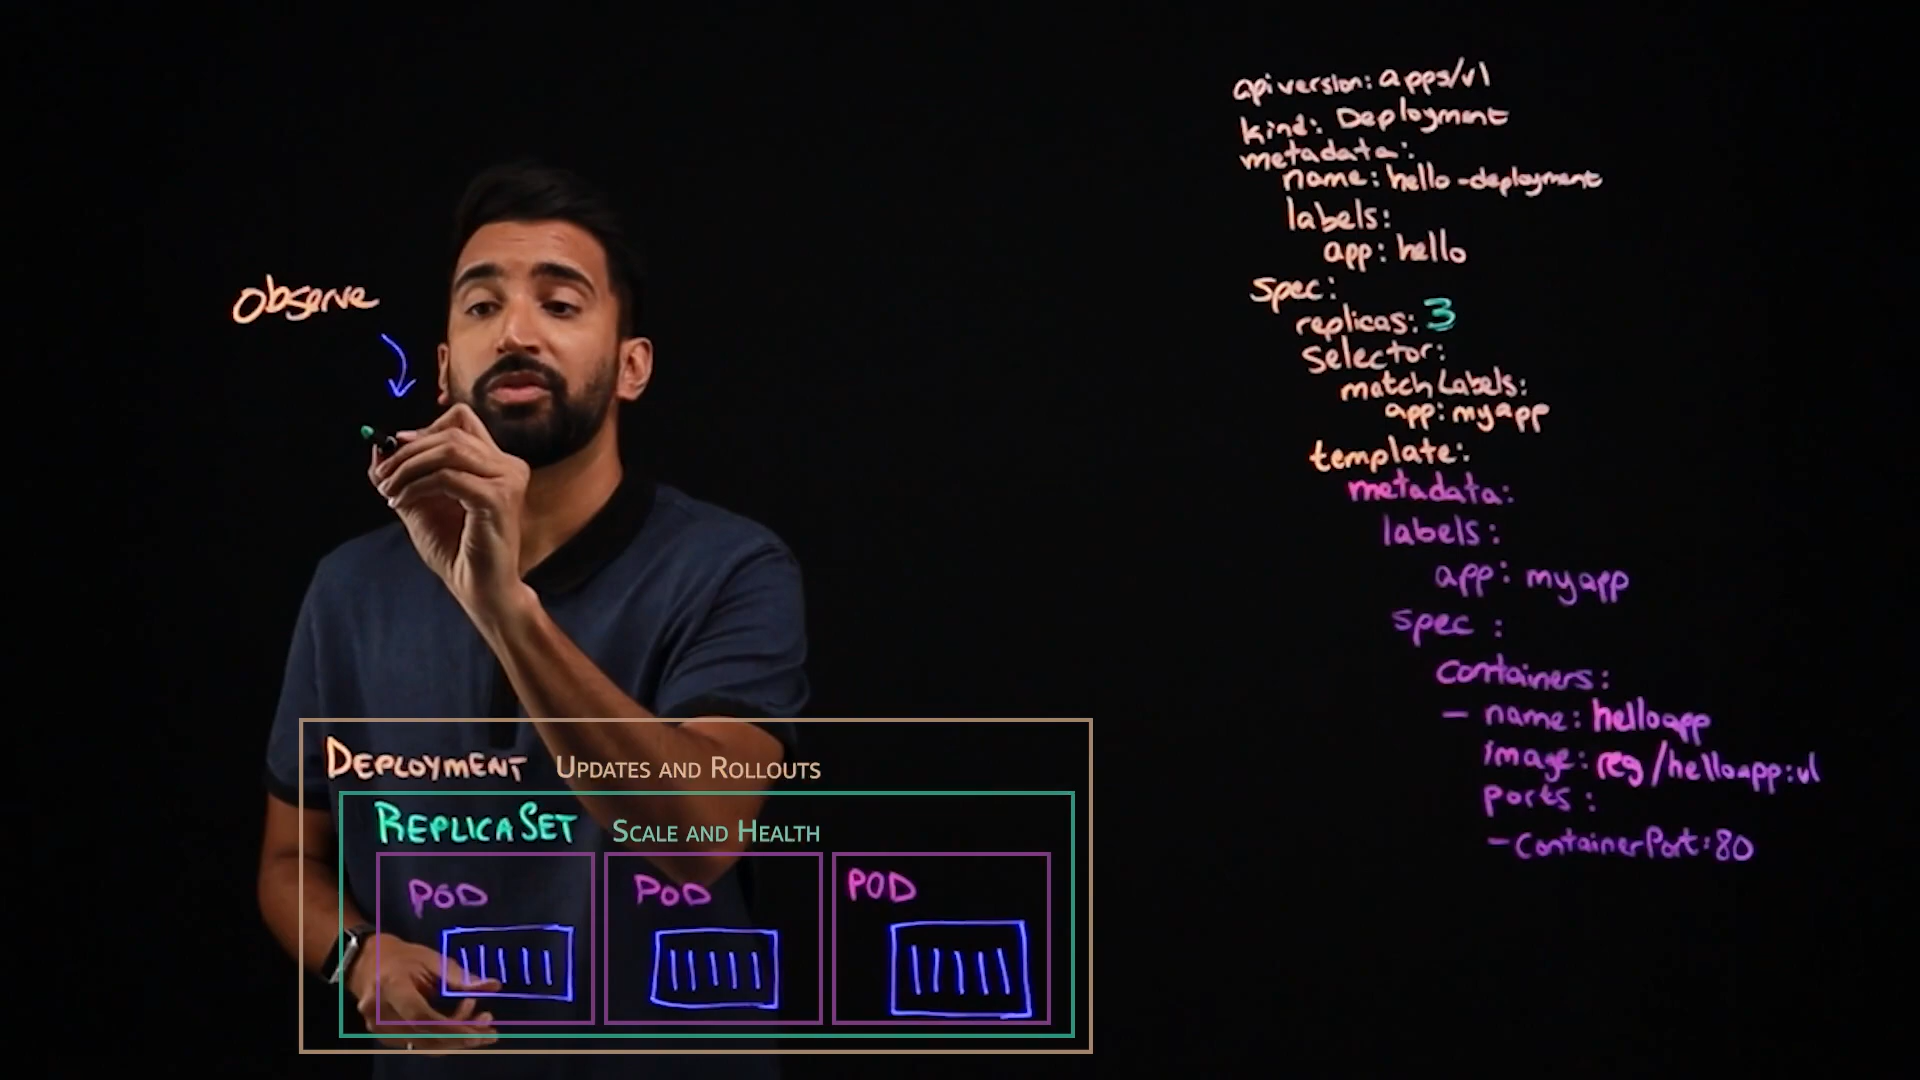 Observe
DEPLOYMENT UPDATES AND ROLLOUTS
REPLICASET SCALE AND HEALTH
POD POD POD
apiversion: apps/v1
kind: Deployment
metadata:
name: hello-deployment
labels:
app: hello
spec:
replicas: 3
selector:
matchLabels:
app: myapp
template:
metadata:
labels:
app: myapp
spec:
containers:
- name: helloapp
image: reg/helloapp:v1
ports:
- containerPort: 80